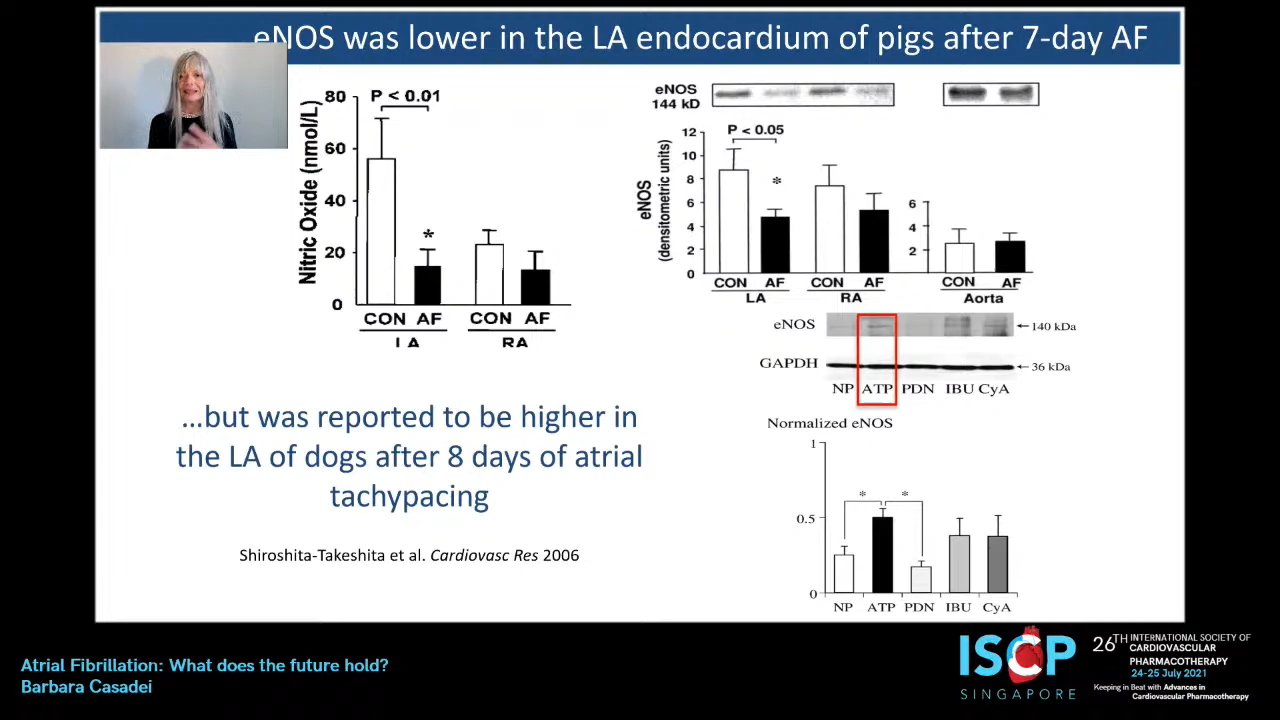 eNOS was lower in the LA endocardium of pigs after 7-day AF
Nitric Oxide (nmol/L)
80
60
40
20
0
P < 0.01
*
CON AF CON AF
LA RA
eNOS
144 kD
eNOS
(densitometric units)
12
10
8
6
4
2
0
P < 0.05
*
6
4
2
CON AF CON AF CON AF
LA RA Aorta
eNOS
140 kDa
GAPDH
36 kDa
NP ATP PDN IBU CyA
Normalized eNOS
1
0.5
0
* *
NP ATP PDN IBU CyA
...but was reported to be higher in
the LA of dogs after 8 days of atrial
tachypacing
Shiroshita-Takeshita et al. Cardiovasc Res 2006
Atrial Fibrillation: What does the future hold?
Barbara Casadei
ISCP
SINGAPORE
26TH INTERNATIONAL SOCIETY OF
CARDIOVASCULAR
PHARMACOTHERAPY
24-25 July 2021
Keeping in Beat with Advances in
Cardiovascular Pharmacotherapy